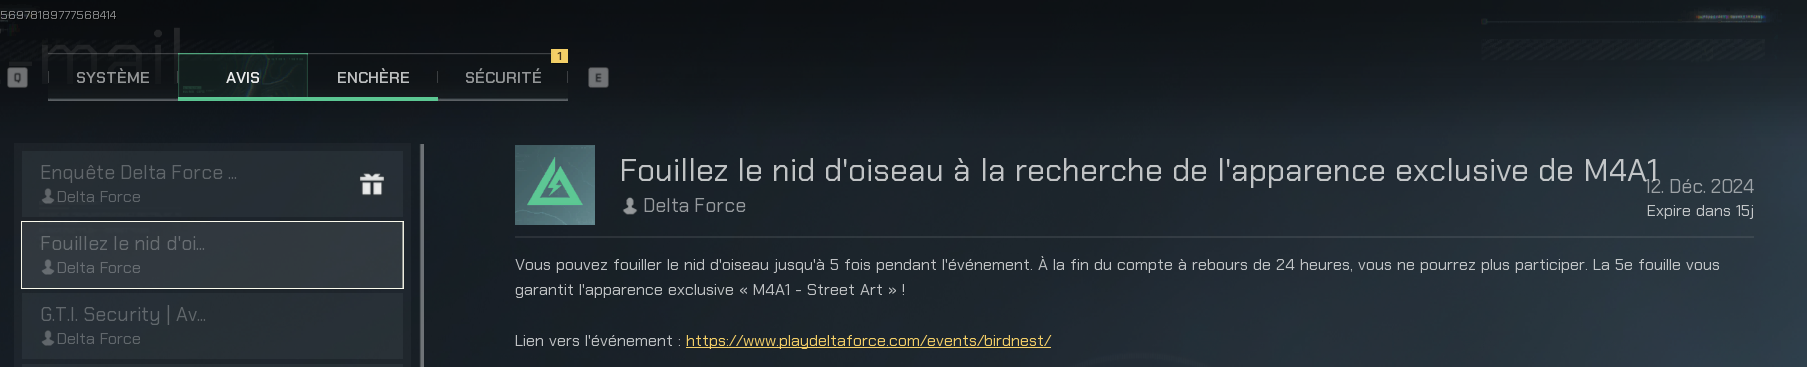 56978189777568414
mail
Q
SYSTÈME
AVIS
ENCHÈRE
SÉCURITÉ
1
E
Enquête Delta Force ...
Delta Force
Fouillez le nid d'oi...
Delta Force
G.T.I. Security | Av...
Delta Force
Fouillez le nid d'oiseau à la recherche de l'apparence exclusive de M4A1
12. Déc. 2024
Delta Force
Expire dans 15j
Vous pouvez fouiller le nid d'oiseau jusqu'à 5 fois pendant l'événement. À la fin du compte à rebours de 24 heures, vous ne pourrez plus participer. La 5e fouille vous
garantit l'apparence exclusive « M4A1 - Street Art » !
Lien vers l'événement : https://www.playdeltaforce.com/events/birdnest/